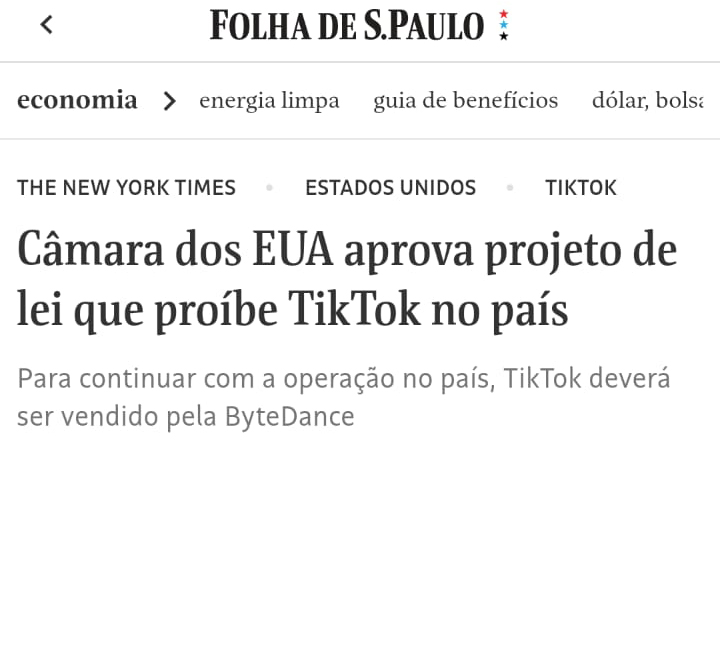 FOLHA DE S.PAULO
economia energia limpa guia de benefícios dólar, bolsa
THE NEW YORK TIMES • ESTADOS UNIDOS • TIKTOK
Câmara dos EUA aprova projeto de
lei que proíbe TikTok no país
Para continuar com a operação no país, TikTok deverá
ser vendido pela ByteDance